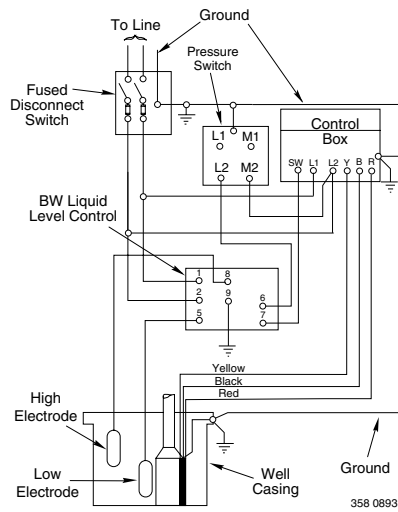 To Line
Ground
Pressure
Switch
Fused
Disconnect
Switch
L1 M1
L2 M2
Control
Box
SW L1 L2 Y B R
BW Liquid
Level Control
1
8
2
9
6
5
7
Yellow
Black
Red
High
Electrode
Low
Electrode
Well
Casing
Ground
358 0893